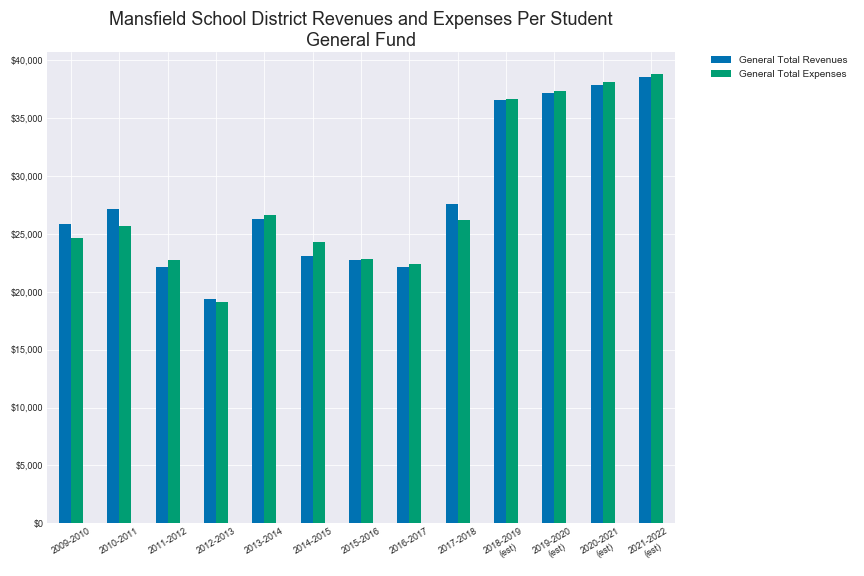 Mansfield School District Revenues and Expenses Per Student
General Fund
General Total Revenues
General Total Expenses
$40,000
$35,000
$30,000
$25,000
$20,000
$15,000
$10,000
$5,000
$0
2009-2010
2010-2011
2011-2012
2012-2013
2013-2014
2014-2015
2015-2016
2016-2017
2017-2018
2018-2019
(est)
2019-2020
(est)
2020-2021
(est)
2021-2022
(est)